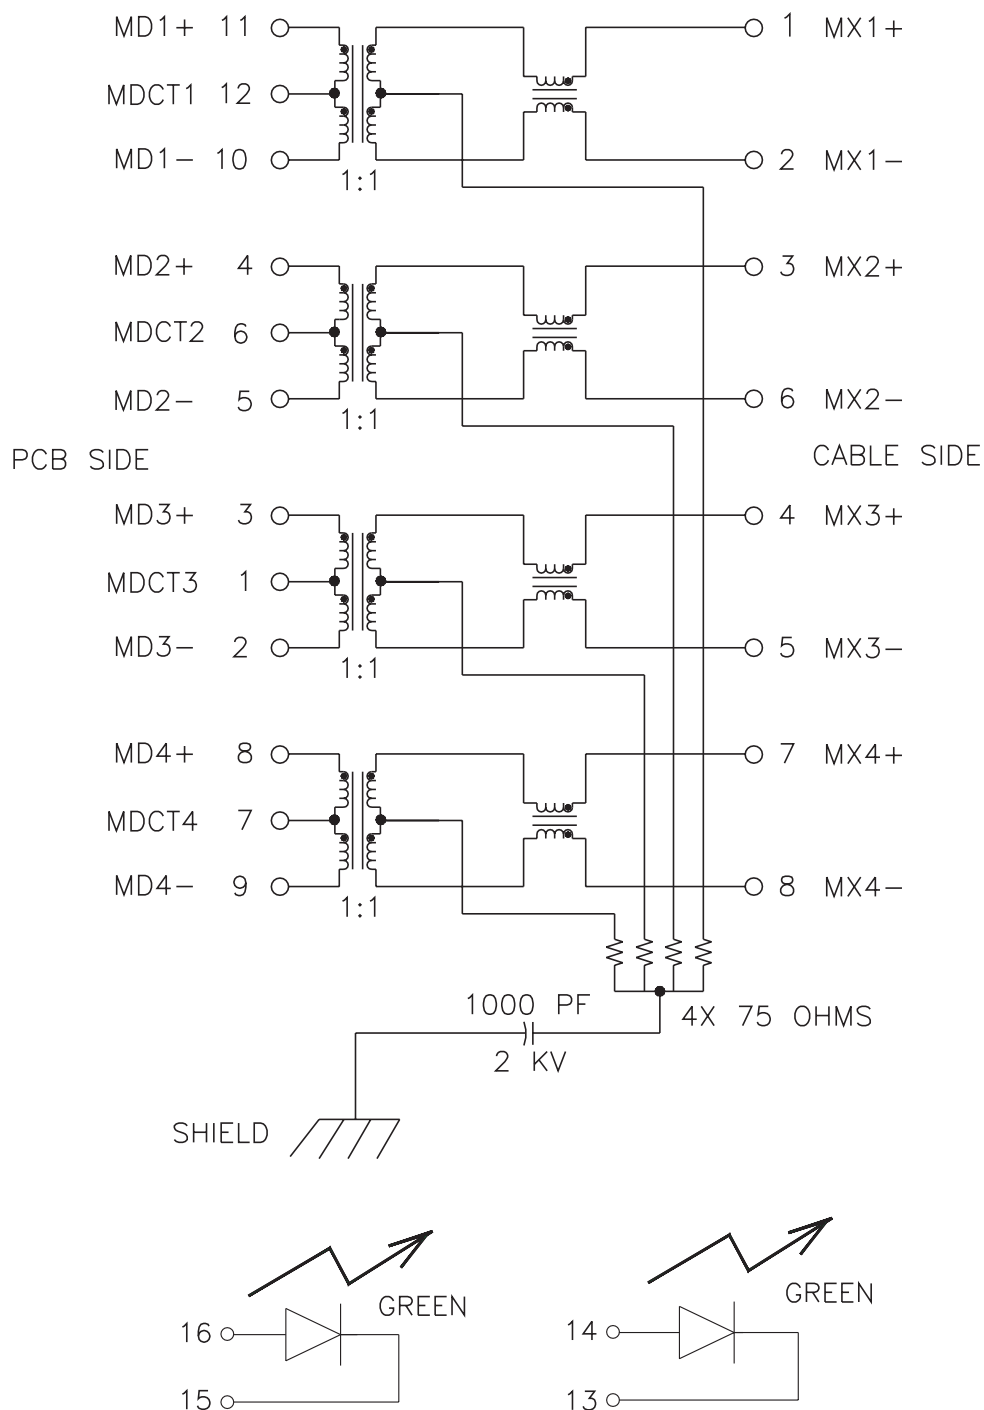 MD1+ 11 1 MX1+
MDCT1 12
MD1- 10 2 MX1-
1:1
MD2+ 4 3 MX2+
MDCT2 6
MD2- 5 6 MX2-
1:1
PCB SIDE CABLE SIDE
MD3+ 3 4 MX3+
MDCT3 1
MD3- 2 5 MX3-
1:1
MD4+ 8 7 MX4+
MDCT4 7
MD4- 9 8 MX4-
1:1
1000 PF
4X 75 OHMS
2 KV
SHIELD
GREEN GREEN
16 14
15 13